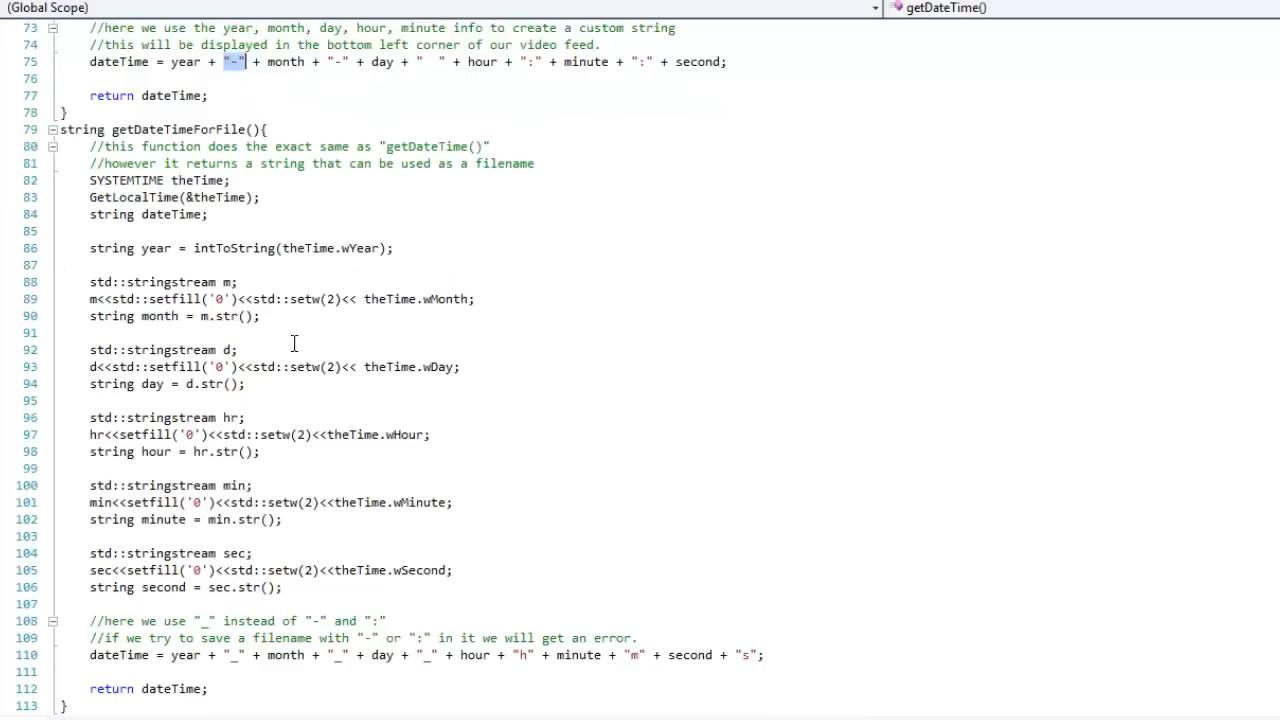 (Global Scope) getDateTime()
73 //here we use the year, month, day, hour, minute info to create a custom string
74 //this will be displayed in the bottom left corner of our video feed.
75 dateTime = year + "-" + month + "-" + day + "  " + hour + ":" + minute + ":" + second;
76
77 return dateTime;
78 }
79 string getDateTimeForFile(){
80 //this function does the exact same as "getDateTime()"
81 //however it returns a string that can be used as a filename
82 SYSTEMTIME theTime;
83 GetLocalTime(&theTime);
84 string dateTime;
85
86 string year = intToString(theTime.wYear);
87
88 std::stringstream m;
89 m<<std::setfill('0')<<std::setw(2)<< theTime.wMonth;
90 string month = m.str();
91
92 std::stringstream d;
93 d<<std::setfill('0')<<std::setw(2)<< theTime.wDay;
94 string day = d.str();
95
96 std::stringstream hr;
97 hr<<setfill('0')<<std::setw(2)<<theTime.wHour;
98 string hour = hr.str();
99
100 std::stringstream min;
101 min<<setfill('0')<<std::setw(2)<<theTime.wMinute;
102 string minute = min.str();
103
104 std::stringstream sec;
105 sec<<setfill('0')<<std::setw(2)<<theTime.wSecond;
106 string second = sec.str();
107
108 //here we use "_" instead of "-" and ":"
109 //if we try to save a filename with "-" or ":" in it we will get an error.
110 dateTime = year + "_" + month + "_" + day + "_" + hour + "h" + minute + "m" + second + "s";
111
112 return dateTime;
113 }